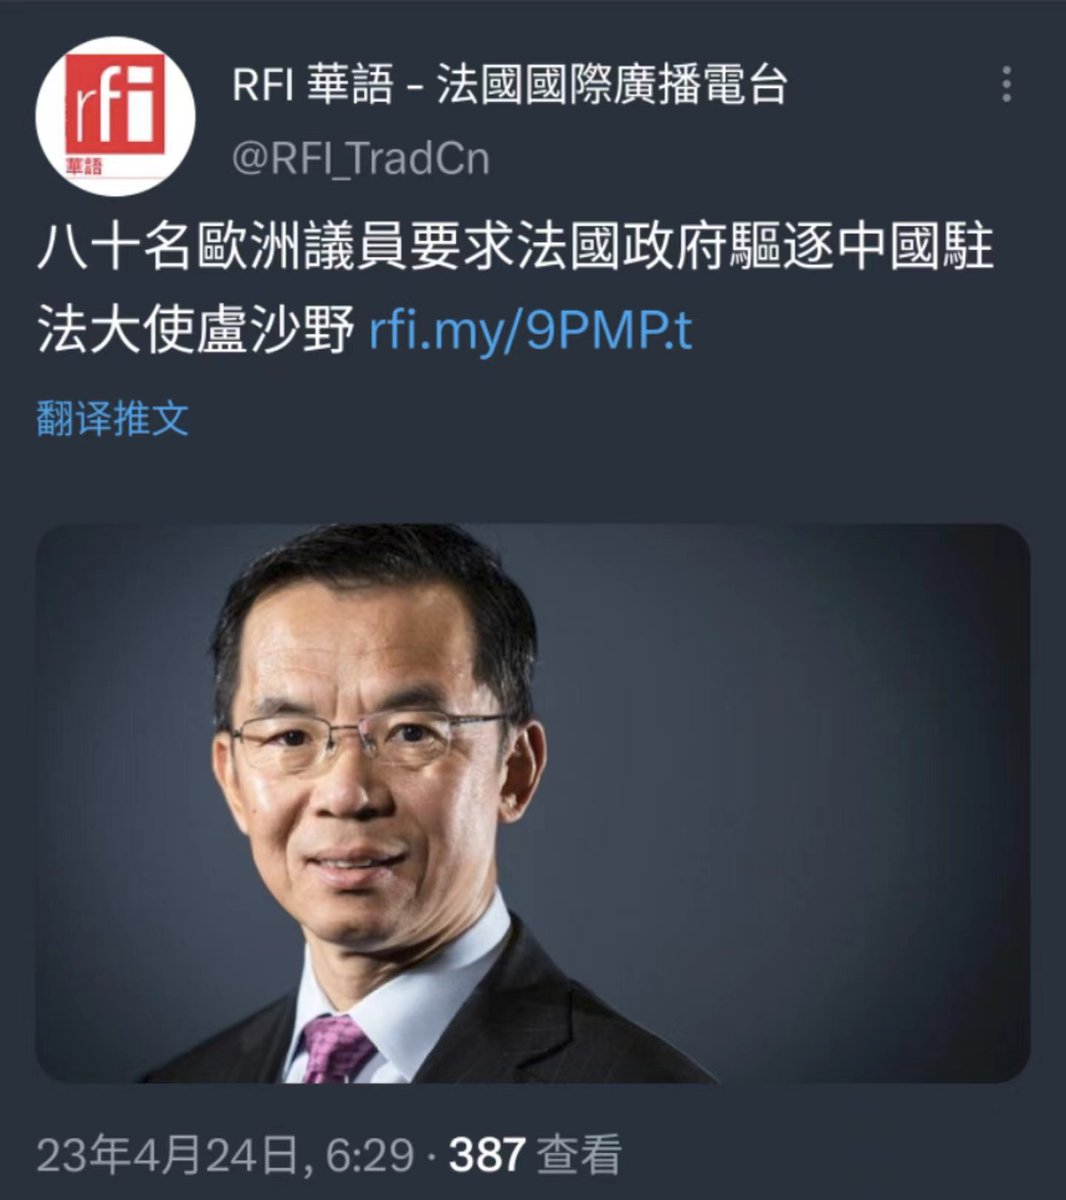 rfi
華語
RFI 華語 - 法國國際廣播電台
@RFI_TradCn
八十名歐洲議員要求法國政府驅逐中國駐
法大使盧沙野 rfi.my/9PMP.t
翻译推文
23年4月24日, 6:29 · 387 查看